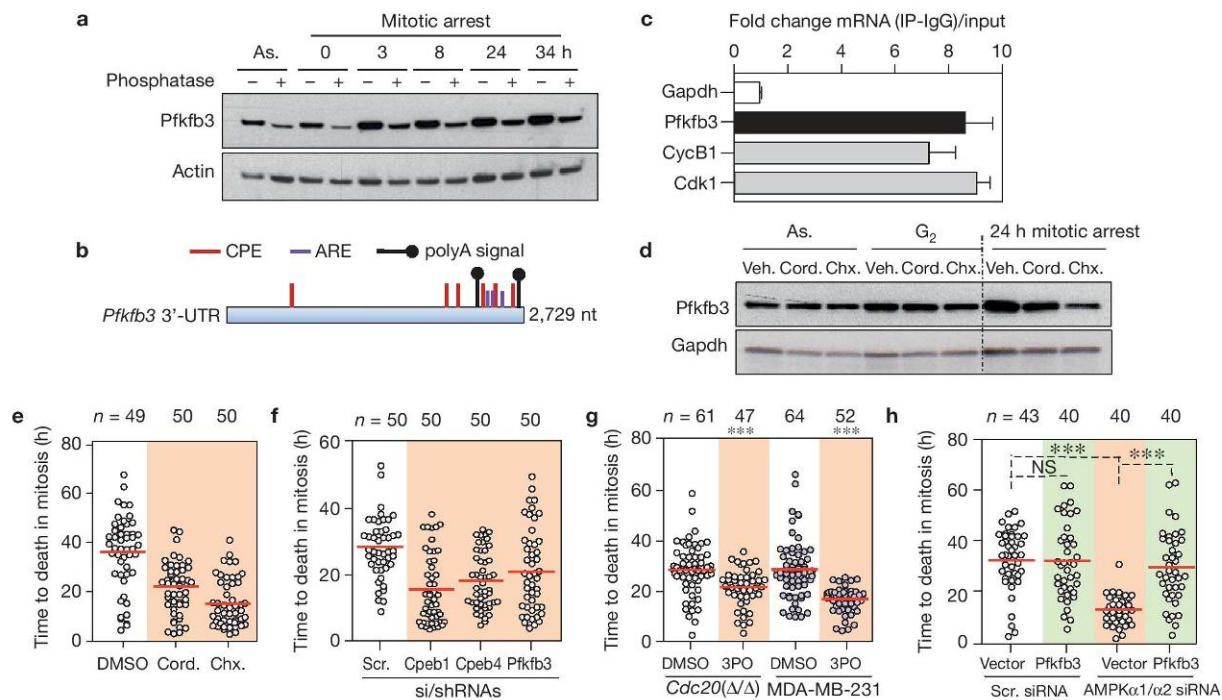 a
Mitotic arrest
As. 0 3 8 24 34 h
Phosphatase – + – + – + – + – + – +
Pfkfb3
Actin
b
CPE ARE polyA signal
Pfkfb3 3'-UTR 2,729 nt
c
Fold change mRNA (IP-IgG)/input
0 2 4 6 8 10
Gapdh
Pfkfb3
CycB1
Cdk1
d
As. G2 24 h mitotic arrest
Veh. Cord. Chx. Veh. Cord. Chx. Veh. Cord. Chx.
Pfkfb3
Gapdh
e
n = 49 50 50
Time to death in mitosis (h)
80
60
40
20
0
DMSO Cord. Chx.
f
n = 50 50 50 50
Time to death in mitosis (h)
60
40
20
0
Scr. Cpeb1 Cpeb4 Pfkfb3
si/shRNAs
g
n = 61 47 64 52
*** ***
Time to death in mitosis (h)
80
60
40
20
0
DMSO 3PO DMSO 3PO
Cdc20(Δ/Δ) MDA-MB-231
h
n = 43 40 40 40
*** ***
NS
Time to death in mitosis (h)
80
60
40
20
0
Vector Pfkfb3 Vector Pfkfb3
Scr. siRNA AMPKα1/α2 siRNA